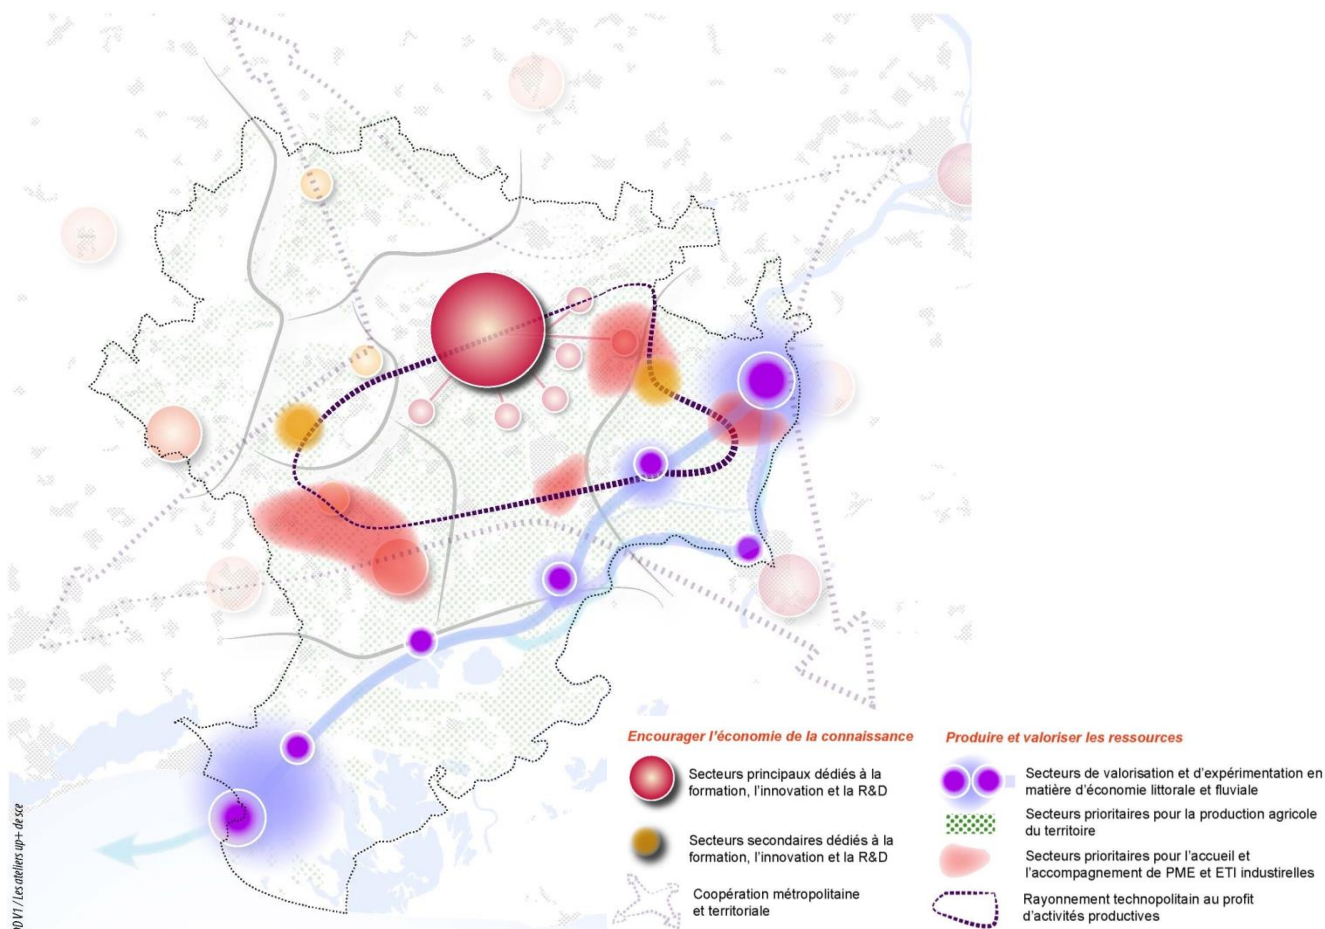 Encourager l'économie de la connaissance
Secteurs principaux dédiés à la
formation, l'innovation et la R&D
Secteurs secondaires dédiés à la
formation, l'innovation et la R&D
Coopération métropolitaine
et territoriale
Produire et valoriser les ressources
Secteurs de valorisation et d'expérimentation en
matière d'économie littorale et fluviale
Secteurs prioritaires pour la production agricole
du territoire
Secteurs prioritaires pour l'accueil et
l'accompagnement de PME et ETI industirelles
Rayonnement technopolitain au profit
d'activités productives
V1 / Les ateliers up+ de sce